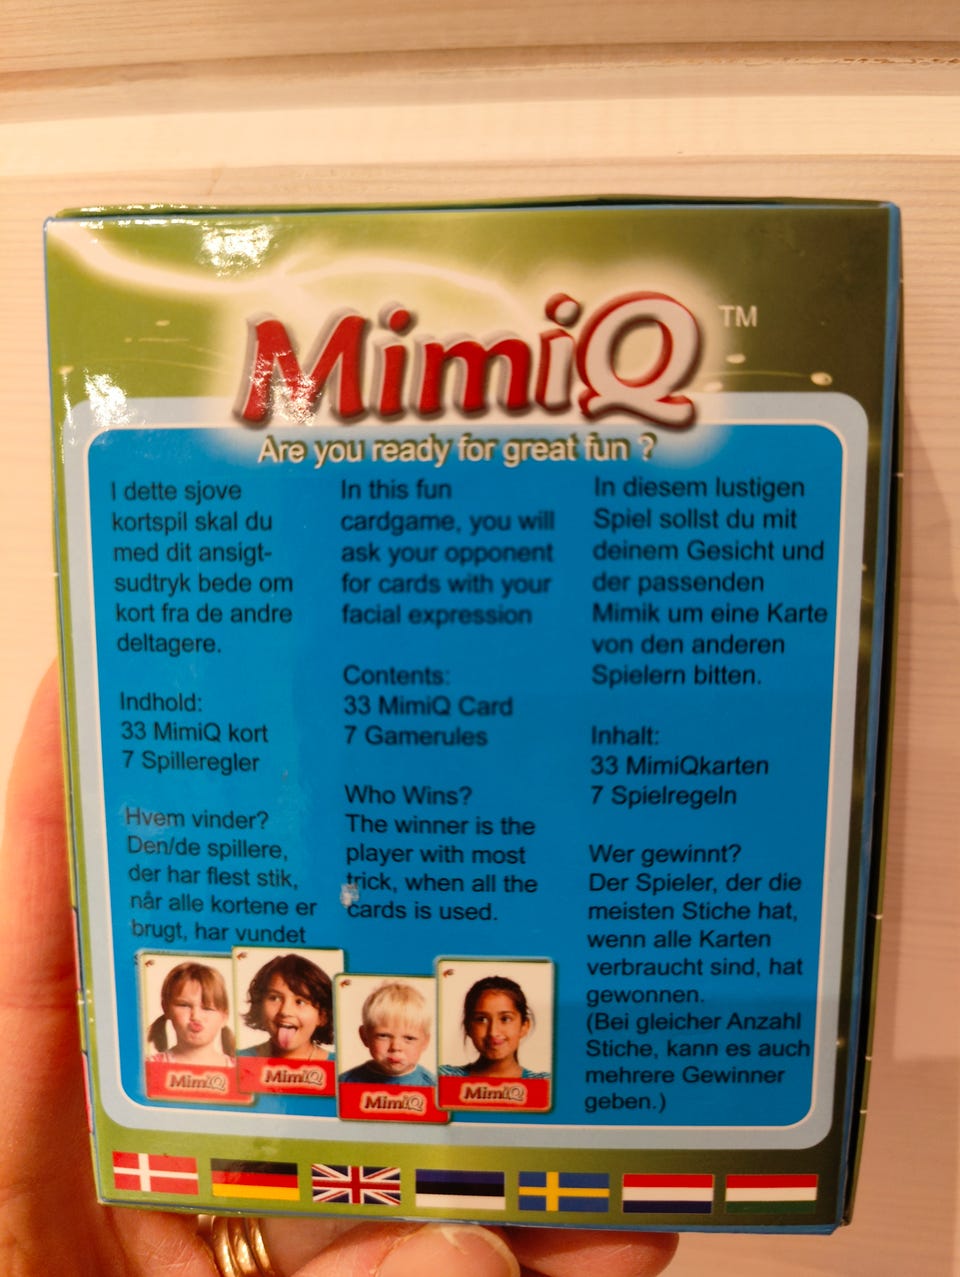 MimiQ™
Are you ready for great fun ?
I dette sjove
kortspil skal du
med dit ansigt-
sudtryk bede om
kort fra de andre
deltagere.
Indhold:
33 MimiQ kort
7 Spilleregler
Hvem vinder?
Den/de spillere,
der har flest stik,
når alle kortene er
brugt, har vundet
In this fun
cardgame, you will
ask your opponent
for cards with your
facial expression
Contents:
33 MimiQ Card
7 Gamerules
Who Wins?
The winner is the
player with most
trick, when all the
cards is used.
In diesem lustigen
Spiel sollst du mit
deinem Gesicht und
der passenden
Mimik um eine Karte
von den anderen
Spielern bitten.
Inhalt:
33 MimiQkarten
7 Spielregeln
Wer gewinnt?
Der Spieler, der die
meisten Stiche hat,
wenn alle Karten
verbraucht sind, hat
gewonnen.
(Bei gleicher Anzahl
Stiche, kann es auch
mehrere Gewinner
geben.)
MimiQ
MimiQ
MimiQ
MimiQ